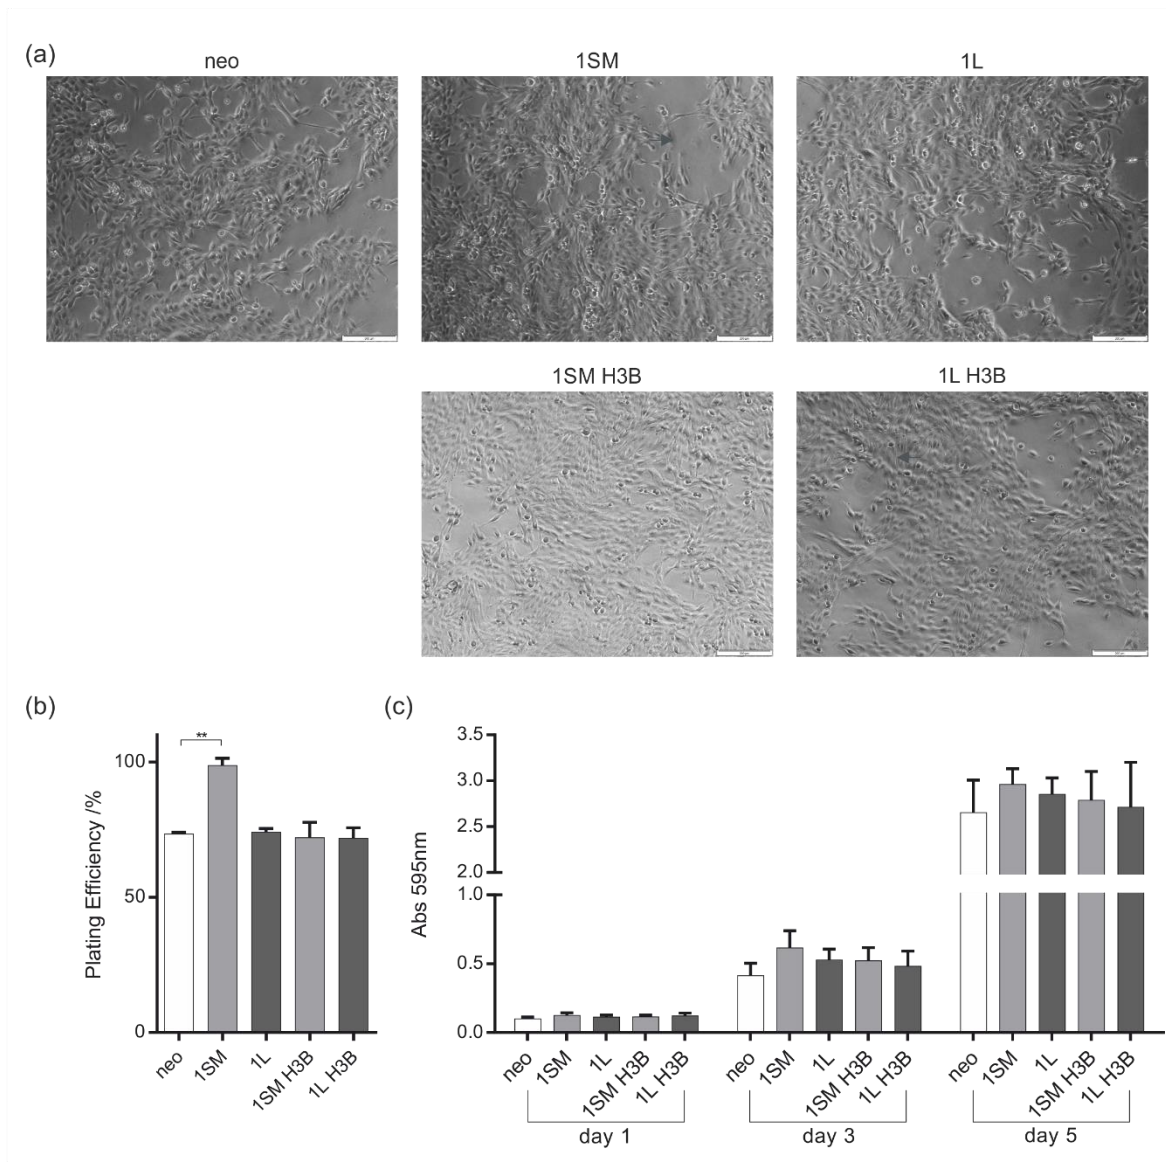 (a)
neo
1SM
1L
1SM H3B
1L H3B
(b)
**
100
50
0
Plating Efficiency /%
neo
1SM
1L
1SM H3B
1L H3B
(c)
3.5
3.0
2.5
2.0
1.0
0.5
0.0
Abs 595nm
neo
1SM
1L
1SM H3B
1L H3B
neo
1SM
1L
1SM H3B
1L H3B
neo
1SM
1L
1SM H3B
1L H3B
day 1
day 3
day 5